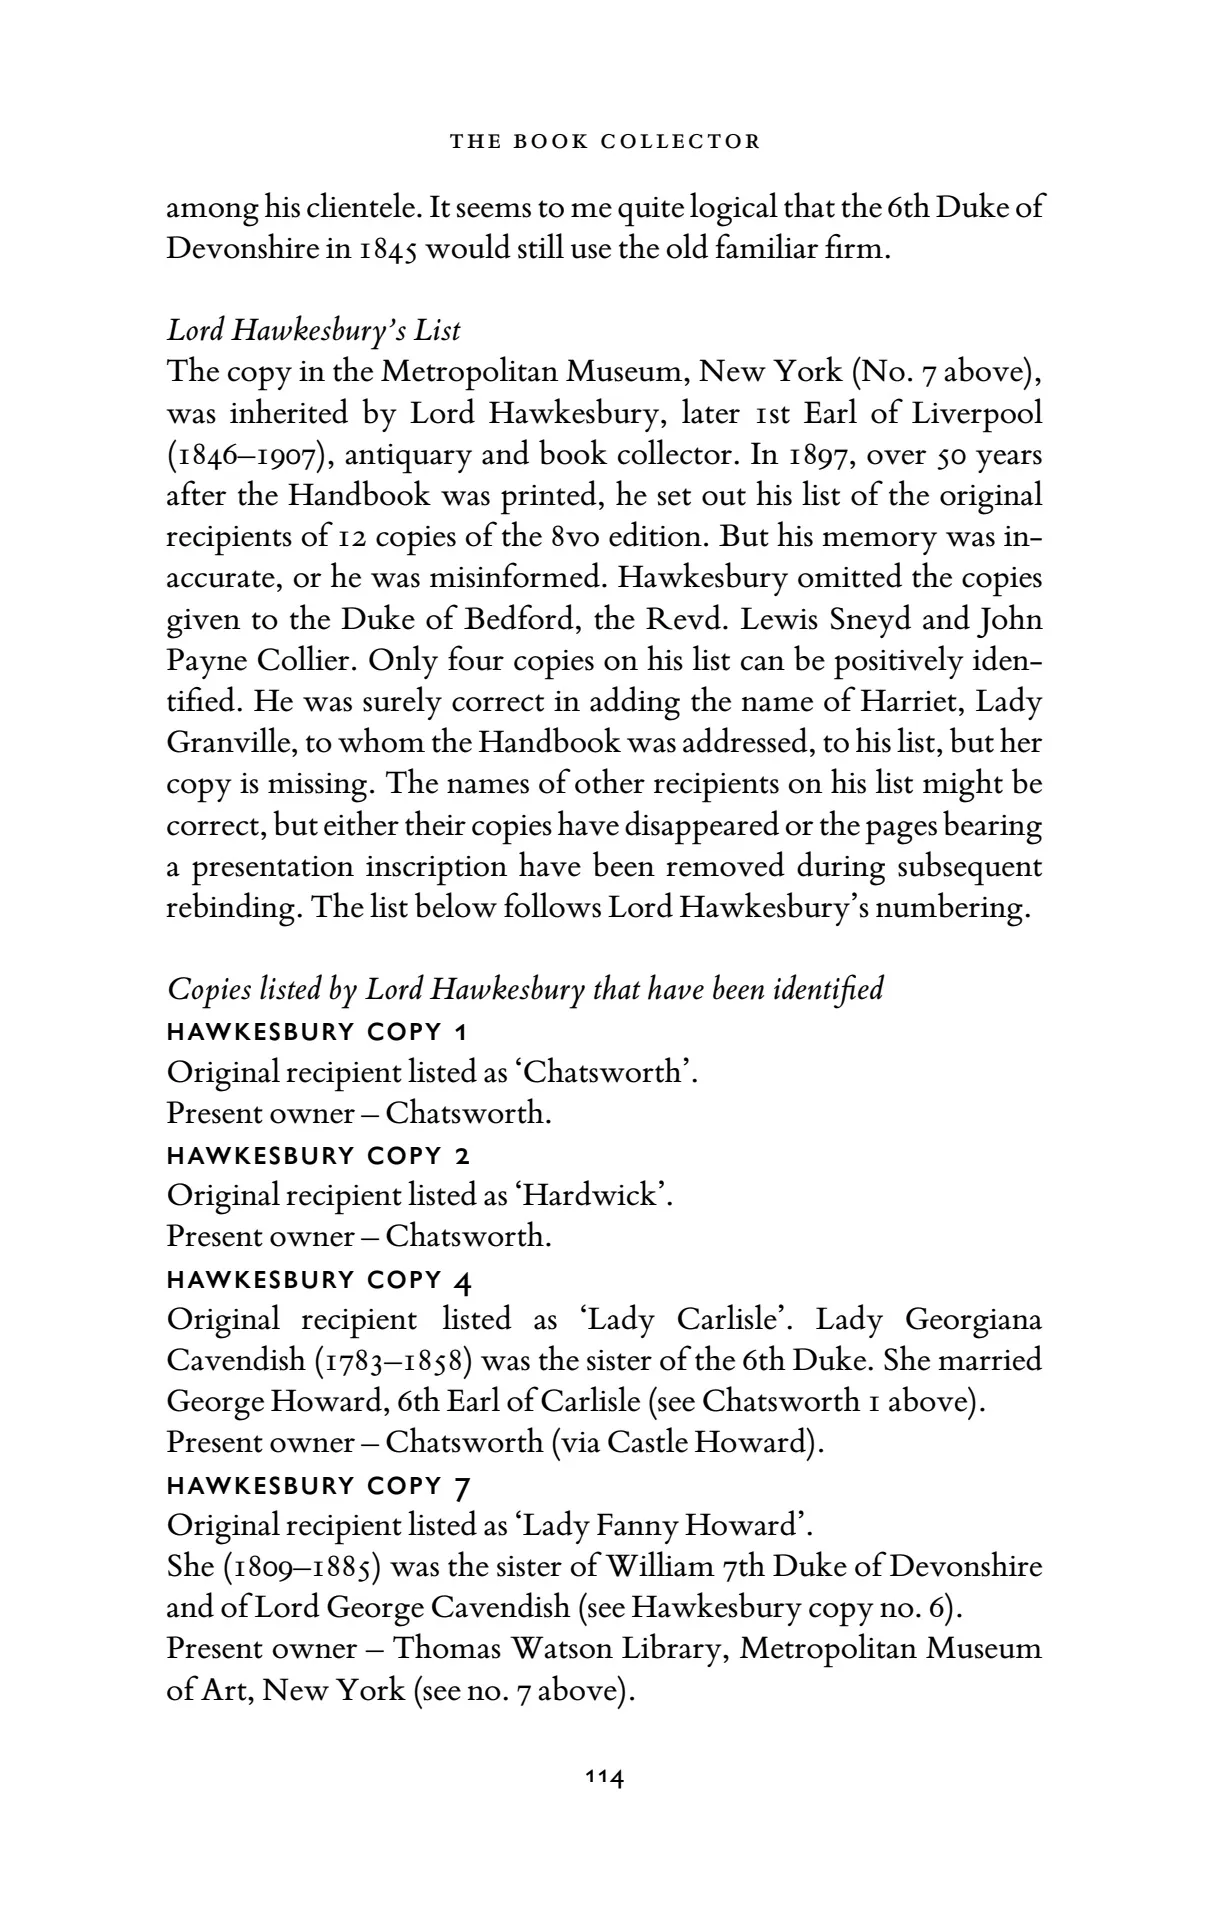 THE BOOK COLLECTOR
among his clientele. It seems to me quite logical that the 6th Duke of
Devonshire in 1845 would still use the old familiar firm.
Lord Hawkesbury’s List
The copy in the Metropolitan Museum, New York (No. 7 above),
was inherited by Lord Hawkesbury, later 1st Earl of Liverpool
(1846–1907), antiquary and book collector. In 1897, over 50 years
after the Handbook was printed, he set out his list of the original
recipients of 12 copies of the 8vo edition. But his memory was in-
accurate, or he was misinformed. Hawkesbury omitted the copies
given to the Duke of Bedford, the Revd. Lewis Sneyd and John
Payne Collier. Only four copies on his list can be positively iden-
tified. He was surely correct in adding the name of Harriet, Lady
Granville, to whom the Handbook was addressed, to his list, but her
copy is missing. The names of other recipients on his list might be
correct, but either their copies have disappeared or the pages bearing
a presentation inscription have been removed during subsequent
rebinding. The list below follows Lord Hawkesbury’s numbering.
Copies listed by Lord Hawkesbury that have been identified
HAWKESBURY COPY 1
Original recipient listed as ‘Chatsworth’.
Present owner – Chatsworth.
HAWKESBURY COPY 2
Original recipient listed as ‘Hardwick’.
Present owner – Chatsworth.
HAWKESBURY COPY 4
Original recipient listed as ‘Lady Carlisle’. Lady Georgiana
Cavendish (1783–1858) was the sister of the 6th Duke. She married
George Howard, 6th Earl of Carlisle (see Chatsworth 1 above).
Present owner – Chatsworth (via Castle Howard).
HAWKESBURY COPY 7
Original recipient listed as ‘Lady Fanny Howard’.
She (1809–1885) was the sister of William 7th Duke of Devonshire
and of Lord George Cavendish (see Hawkesbury copy no. 6).
Present owner – Thomas Watson Library, Metropolitan Museum
of Art, New York (see no. 7 above).
114